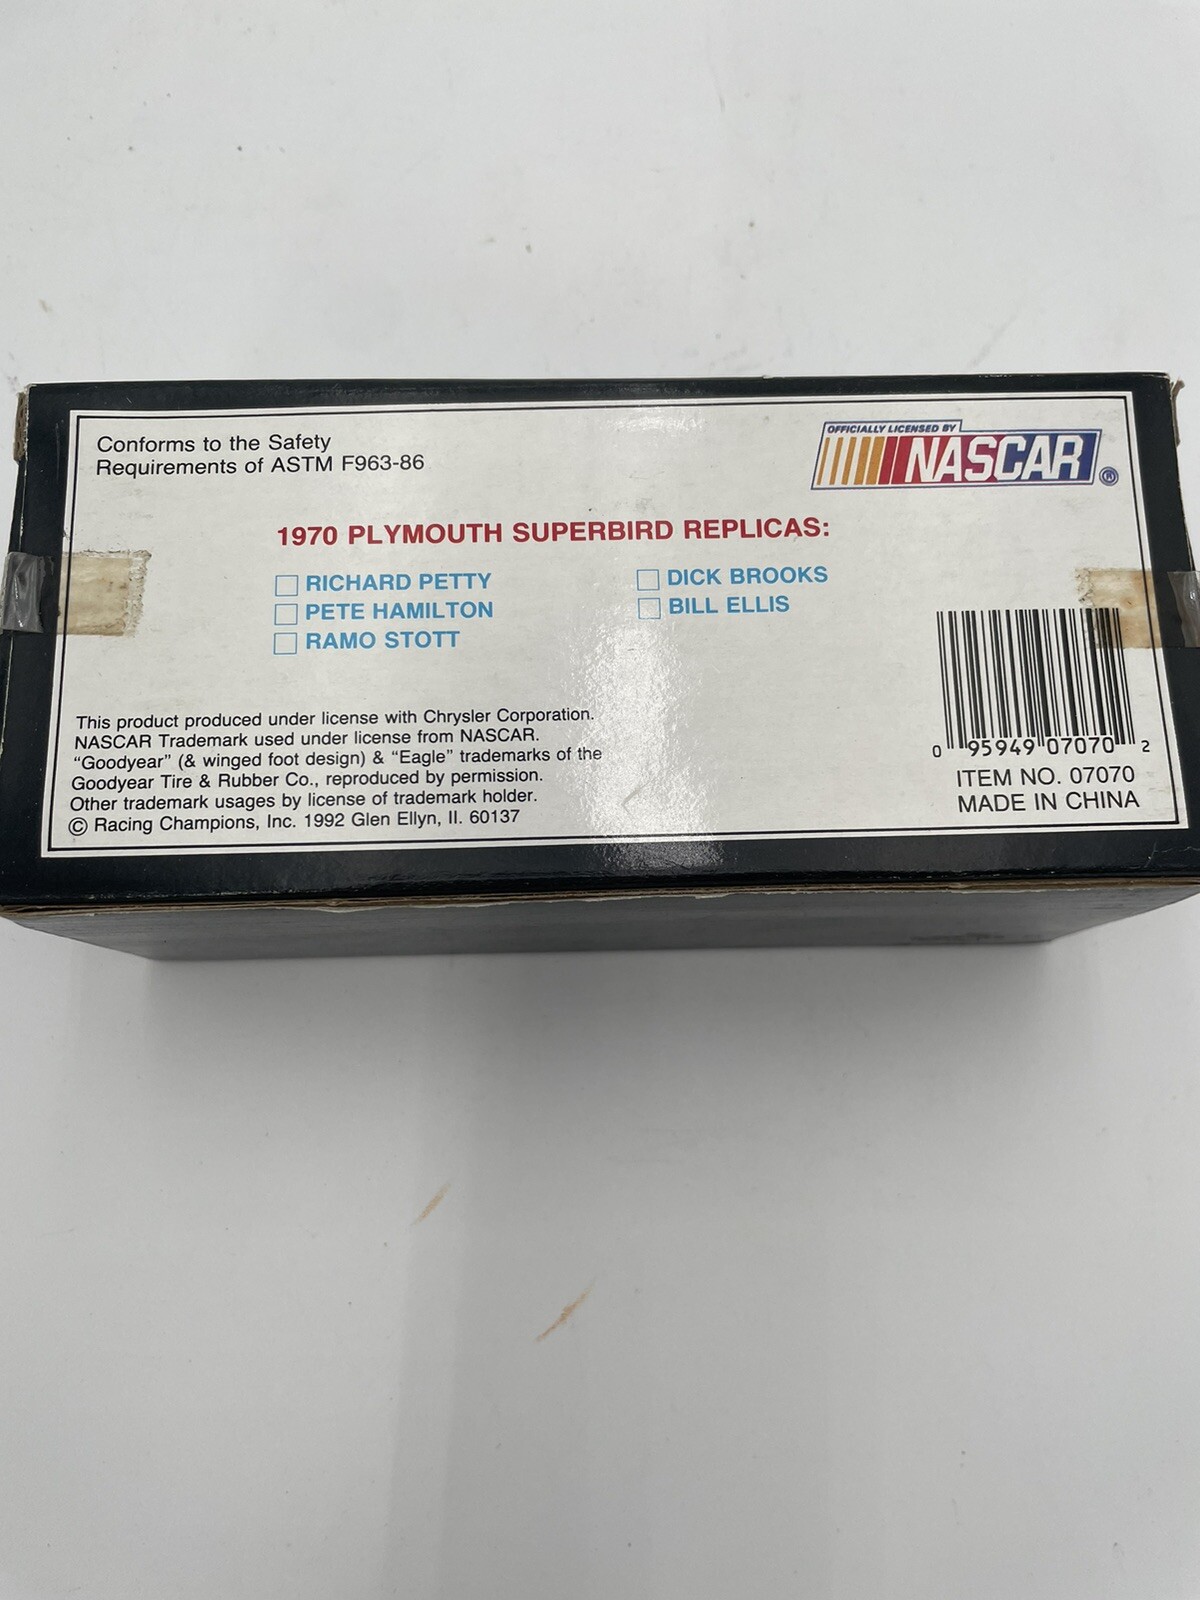 Conforms to the Safety
Requirements of ASTM F963-86
OFFICIALLY LICENSED BY
NASCAR ®
1970 PLYMOUTH SUPERBIRD REPLICAS:
RICHARD PETTY
PETE HAMILTON
RAMO STOTT
DICK BROOKS
BILL ELLIS
This product produced under license with Chrysler Corporation.
NASCAR Trademark used under license from NASCAR.
“Goodyear” (& winged foot design) & “Eagle” trademarks of the
Goodyear Tire & Rubber Co., reproduced by permission.
Other trademark usages by license of trademark holder.
© Racing Champions, Inc. 1992 Glen Ellyn, Il. 60137
0 95949 07070 2
ITEM NO. 07070
MADE IN CHINA